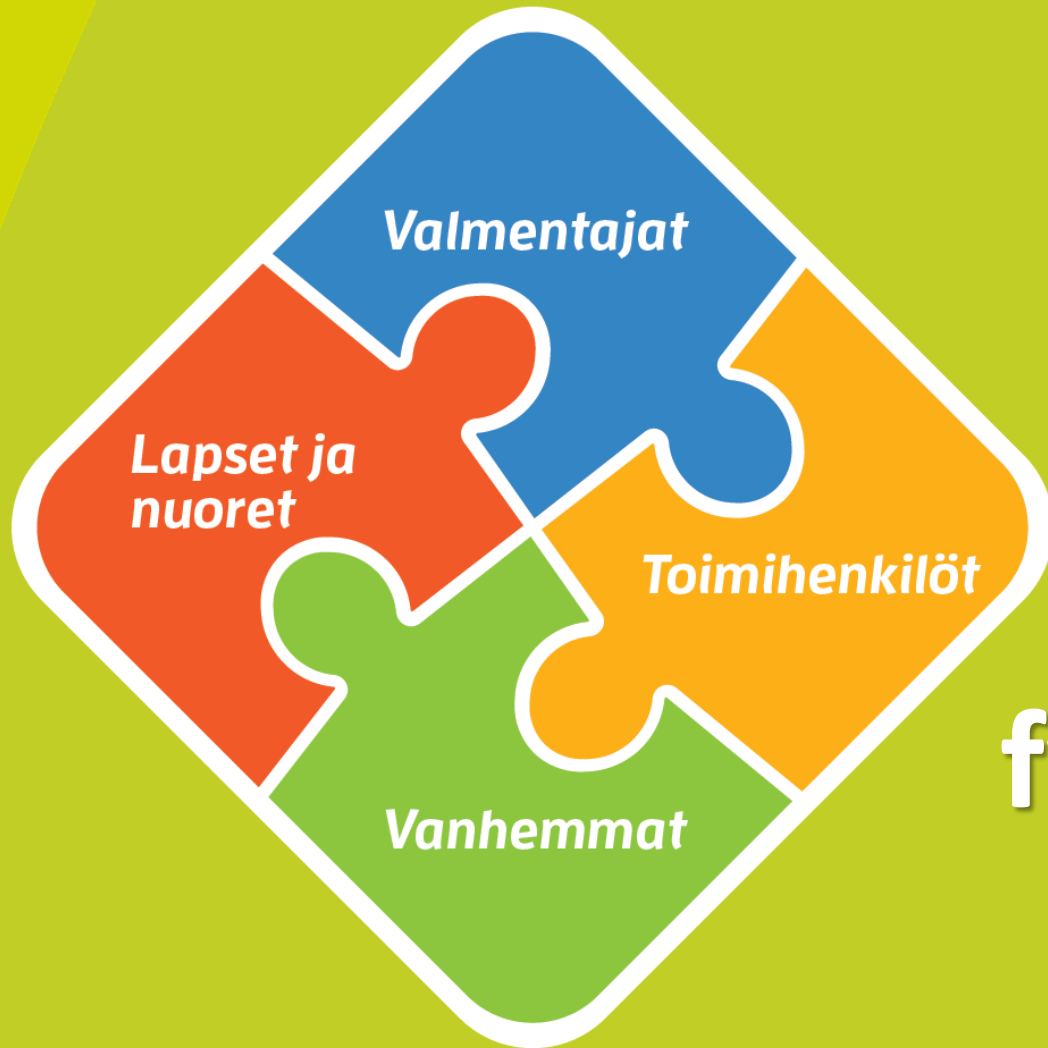 Valmentajat
Lapset ja
nuoret
Toimihenkilöt
Vanhemmat